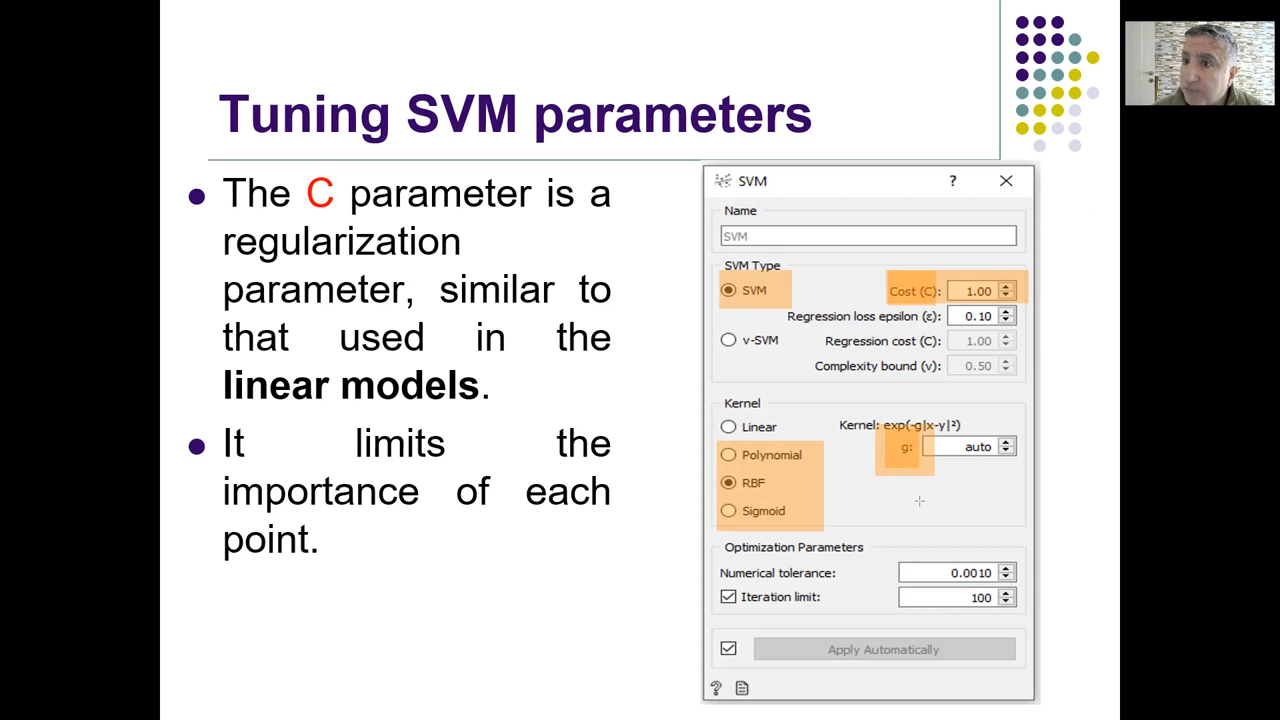 Tuning SVM parameters
The C parameter is a
regularization
parameter, similar to
that used in the
linear models.
It limits the
importance of each
point.
SVM
?
Name
SVM
SVM Type
SVM
Cost (C): 1.00
Regression loss epsilon (ε): 0.10
v-SVM
Regression cost (C): 1.00
Complexity bound (v): 0.50
Kernel
Linear
Kernel: exp(-g|x-y|²)
g: auto
Polynomial
RBF
Sigmoid
Optimization Parameters
Numerical tolerance: 0.0010
Iteration limit: 100
Apply Automatically
?